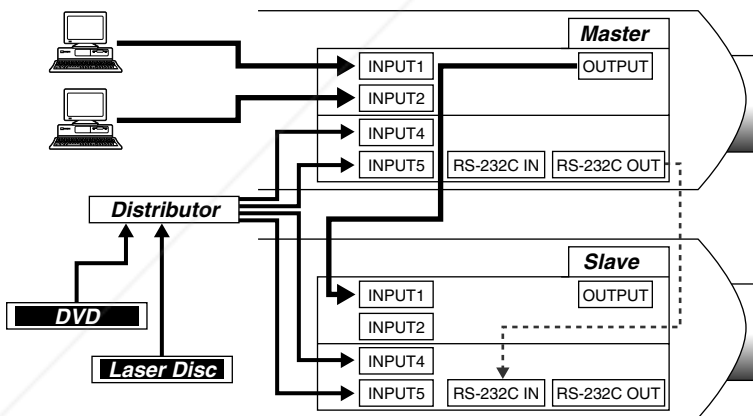 Master
INPUT1
OUTPUT
INPUT2
INPUT4
INPUT5
RS-232C IN
RS-232C OUT
Distributor
Slave
INPUT1
OUTPUT
DVD
INPUT2
INPUT4
Laser Disc
INPUT5
RS-232C IN
RS-232C OUT